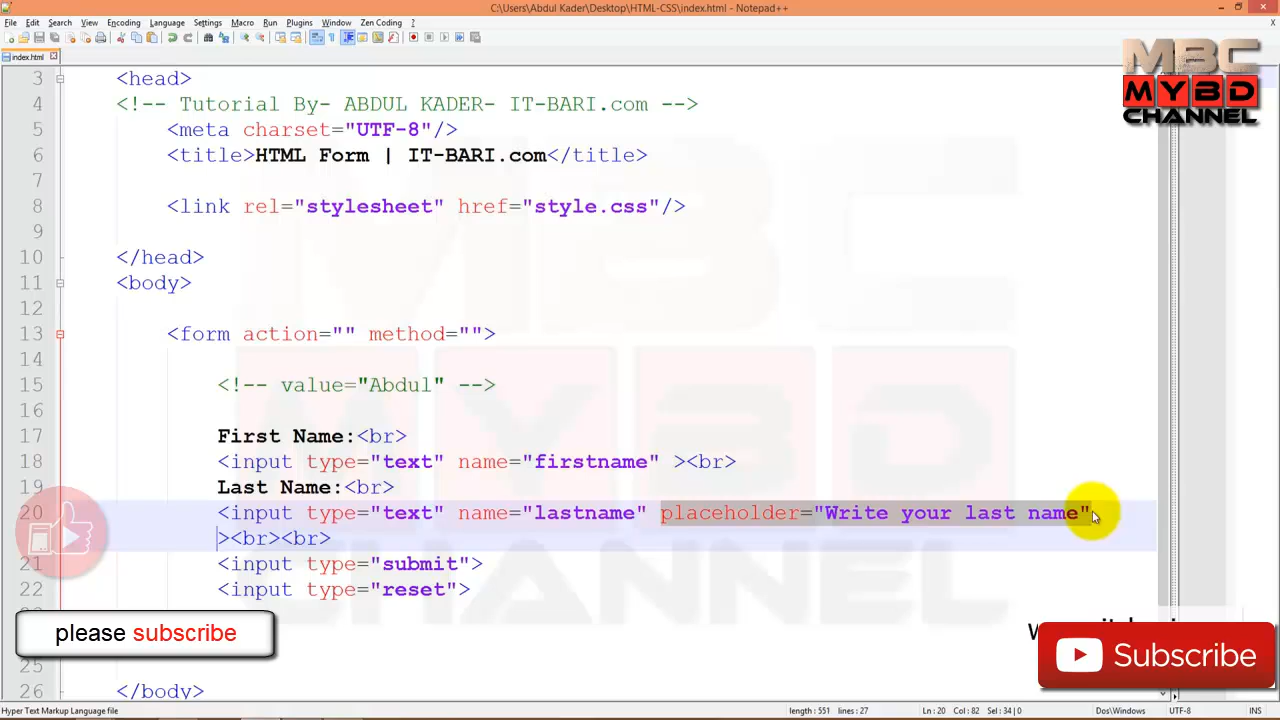 C:\Users\Abdul Kader\Desktop\HTML-CSS\index.html - Notepad++
File Edit Search View Encoding Language Settings Macro Run Plugins Window Zen Coding ?
index.html
3 <head>
4 <!-- Tutorial By- ABDUL KADER- IT-BARI.com -->
5 <meta charset="UTF-8"/>
6 <title>HTML Form | IT-BARI.com</title>
7
8 <link rel="stylesheet" href="style.css"/>
9
10 </head>
11 <body>
12
13 <form action="" method="">
14
15 <!-- value="Abdul" -->
16
17 First Name:<br>
18 <input type="text" name="firstname" ><br>
19 Last Name:<br>
20 <input type="text" name="lastname" placeholder="Write your last name"
><br><br>
21 <input type="submit">
22 <input type="reset">
25
26 </body>
MBC
MYBD
CHANNEL
MBC
MYBD
CHANNEL
please subscribe
Subscribe
Hyper Text Markup Language file length : 551 lines : 27 Ln : 20 Col : 82 Sel : 34 | 0 Dos\Windows UTF-8 INS